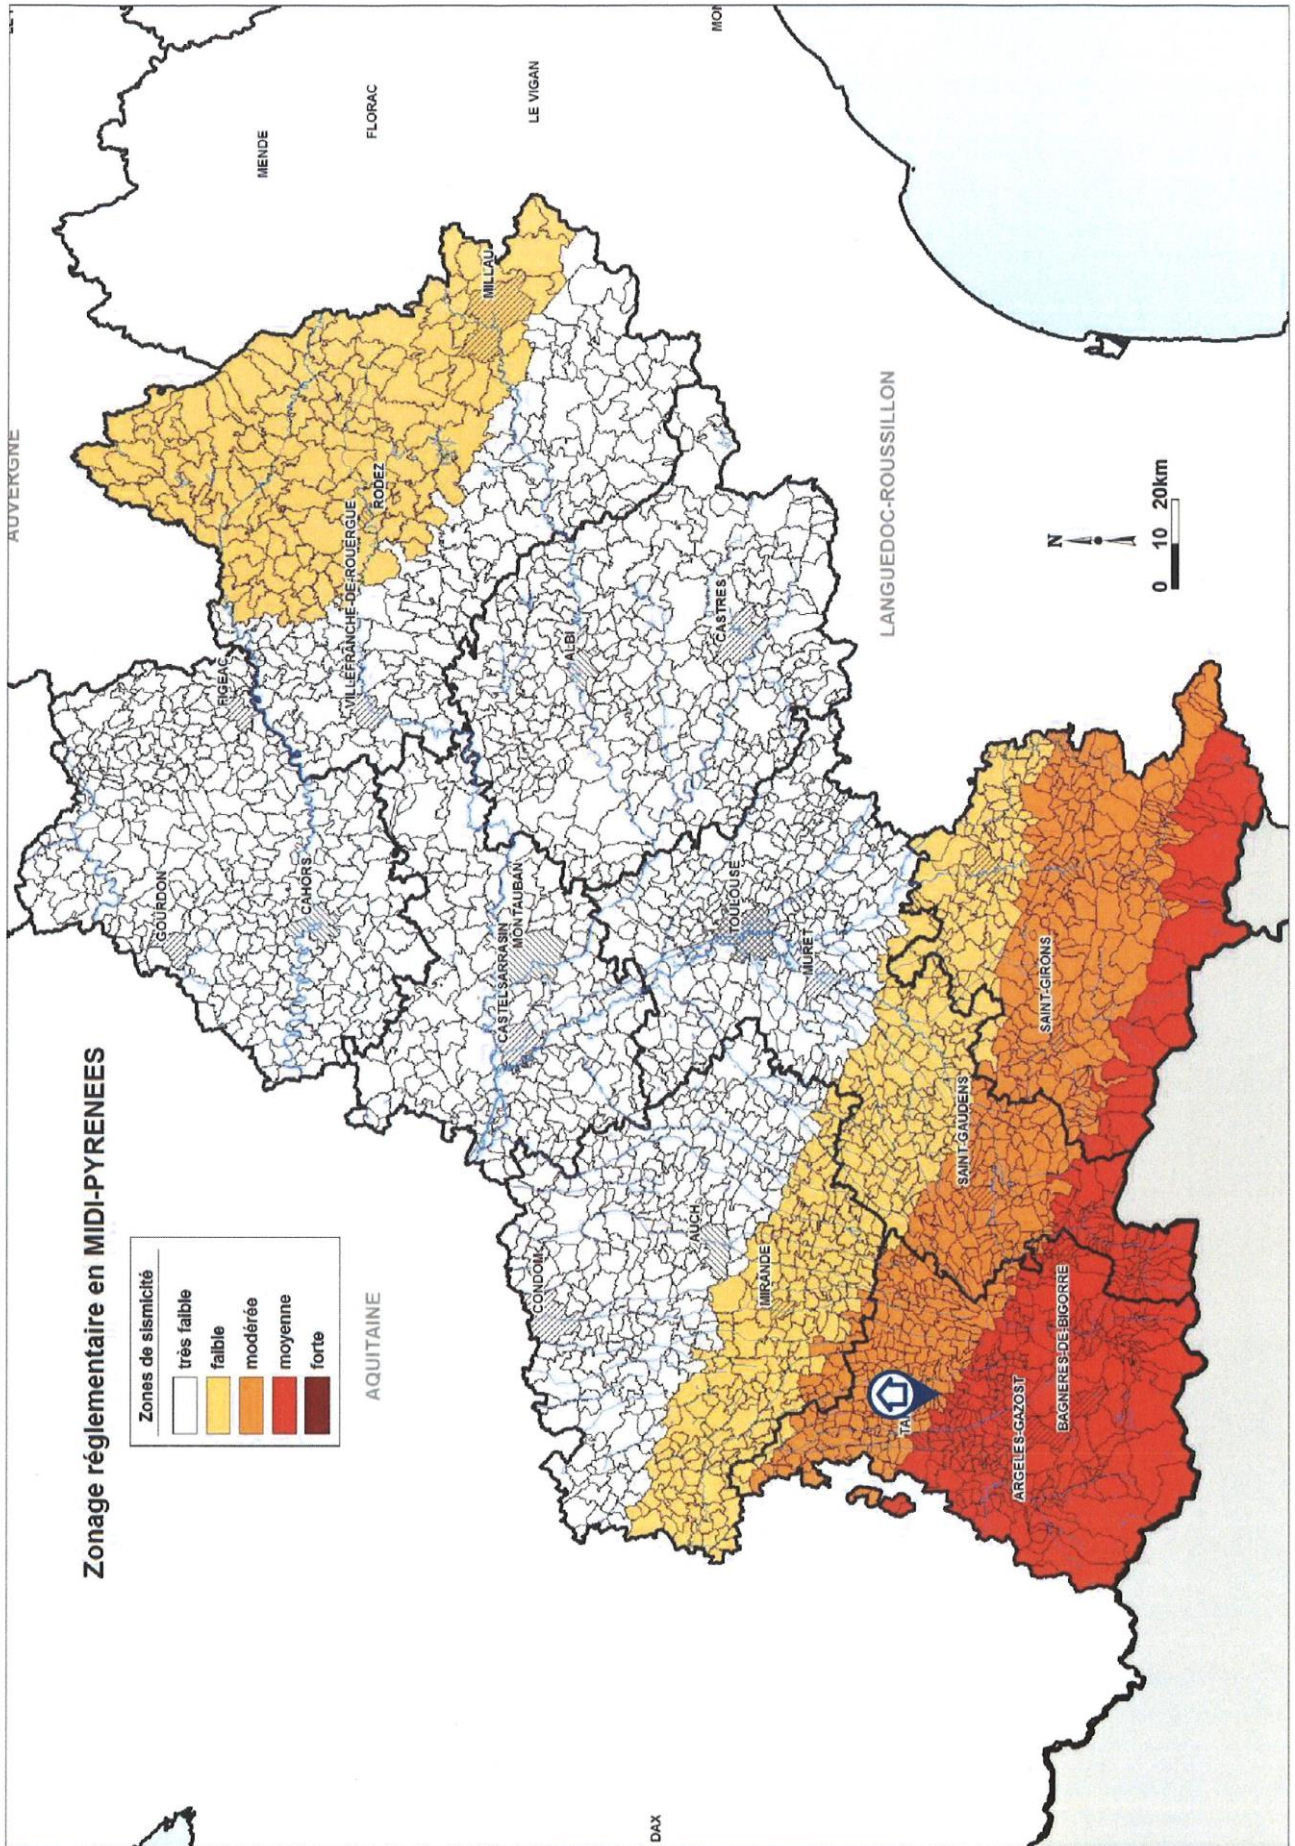 Zonage réglementaire en MIDI-PYRENEES
Zones de sismicité
très faible
faible
modérée
moyenne
forte
AUVERGNE
AQUITAINE
LANGUEDOC-ROUSSILLON
MENDE
FLORAC
LE VIGAN
GOURDON
FIGEAC
CAHORS
VILLEFRANCHE-DE-ROUERGUE
RODEZ
MILLAU
CASTELSARRASIN
MONTAUBAN
ALBI
CASTRES
CONDOM
AUCH
MIRANDE
TOULOUSE
MURET
SAINT-GAUDENS
SAINT-GIRONS
ARGELES-GAZOST
BAGNERES-DE-BIGORRE
DAX
N
0 10 20km